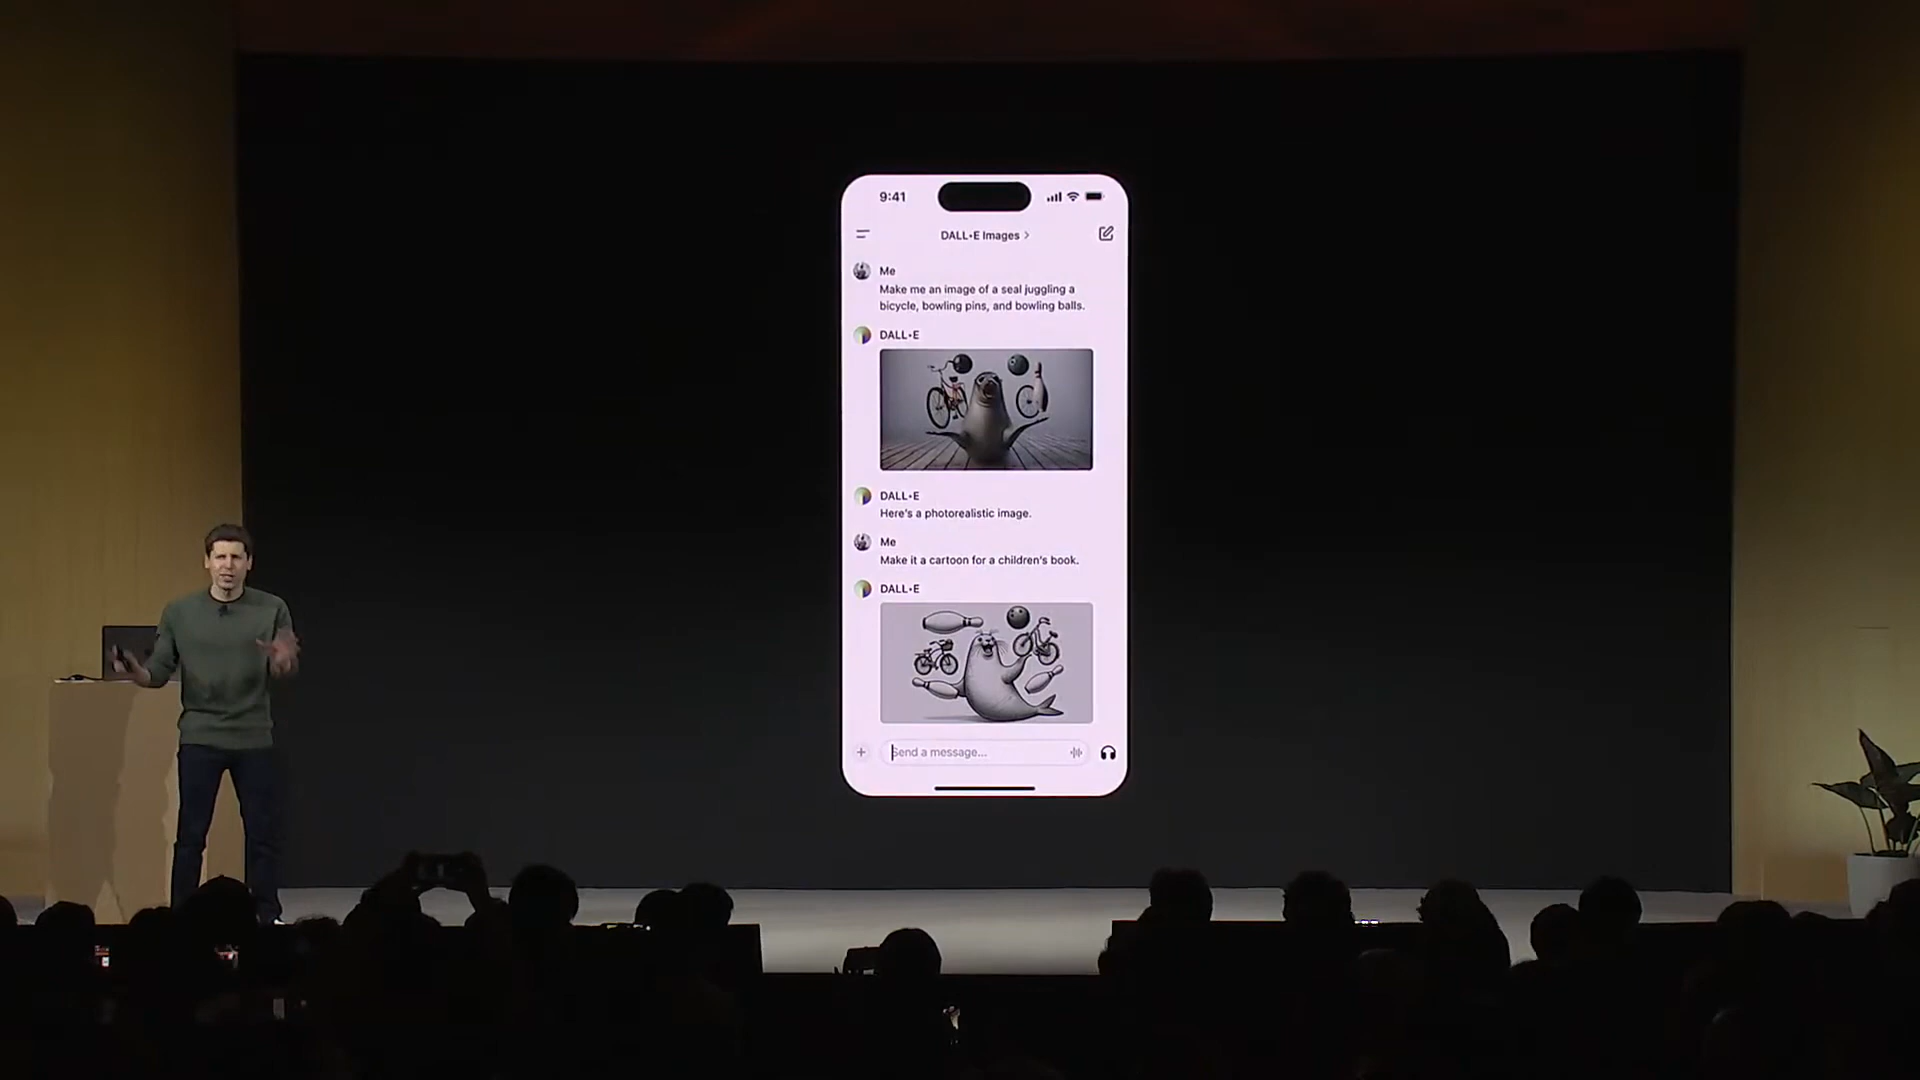 9:41
DALL•E Images >
Me
Make me an image of a seal juggling a
bicycle, bowling pins, and bowling balls.
DALL•E
DALL•E
Here's a photorealistic image.
Me
Make it a cartoon for a children's book.
DALL•E
Send a message...